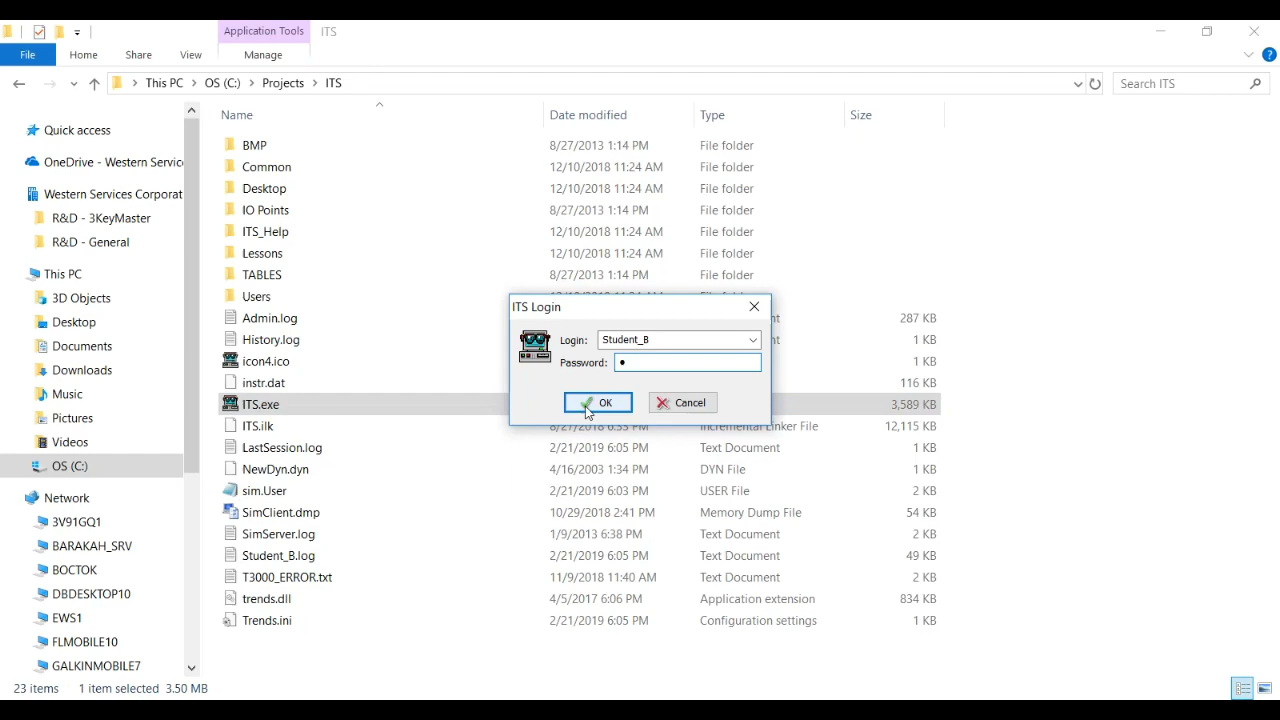 Application Tools ITS
File Home Share View Manage
This PC OS (C:) Projects ITS Search ITS
Name Date modified Type Size
Quick access
OneDrive - Western Servic
Western Services Corporat
R&D - 3KeyMaster
R&D - General
This PC
3D Objects
Desktop
Documents
Downloads
Music
Pictures
Videos
OS (C:)
Network
3V91GQ1
BARAKAH_SRV
BOCTOK
DBDESKTOP10
EWS1
FLMOBILE10
GALKINMOBILE7
BMP 8/27/2013 1:14 PM File folder
Common 12/10/2018 11:24 AM File folder
Desktop 12/10/2018 11:24 AM File folder
IO Points 8/27/2013 1:14 PM File folder
ITS_Help 12/10/2018 11:24 AM File folder
Lessons 12/10/2018 11:24 AM File folder
TABLES 8/27/2013 1:14 PM File folder
Users
Admin.log 287 KB
History.log 1 KB
icon4.ico 1 KB
instr.dat 116 KB
ITS.exe 3,589 KB
ITS.ilk 8/27/2018 6:33 PM Incremental Linker File 12,115 KB
LastSession.log 2/21/2019 6:05 PM Text Document 1 KB
NewDyn.dyn 4/16/2003 1:34 PM DYN File 1 KB
sim.User 2/21/2019 6:03 PM USER File 2 KB
SimClient.dmp 10/29/2018 2:41 PM Memory Dump File 54 KB
SimServer.log 1/9/2013 6:38 PM Text Document 2 KB
Student_B.log 2/21/2019 6:05 PM Text Document 49 KB
T3000_ERROR.txt 11/9/2018 11:40 AM Text Document 2 KB
trends.dll 4/5/2017 6:06 PM Application extension 834 KB
Trends.ini 2/21/2019 6:05 PM Configuration settings 1 KB
ITS Login
Login: Student_B
Password:
OK Cancel
23 items 1 item selected 3.50 MB